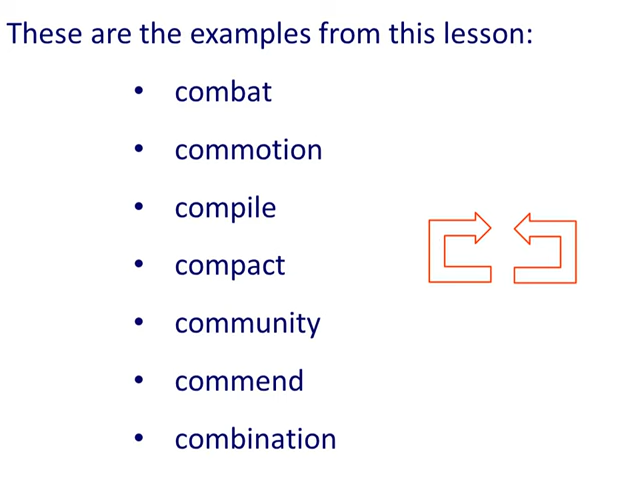 These are the examples from this lesson:
• combat
• commotion
• compile
• compact
• community
• commend
• combination